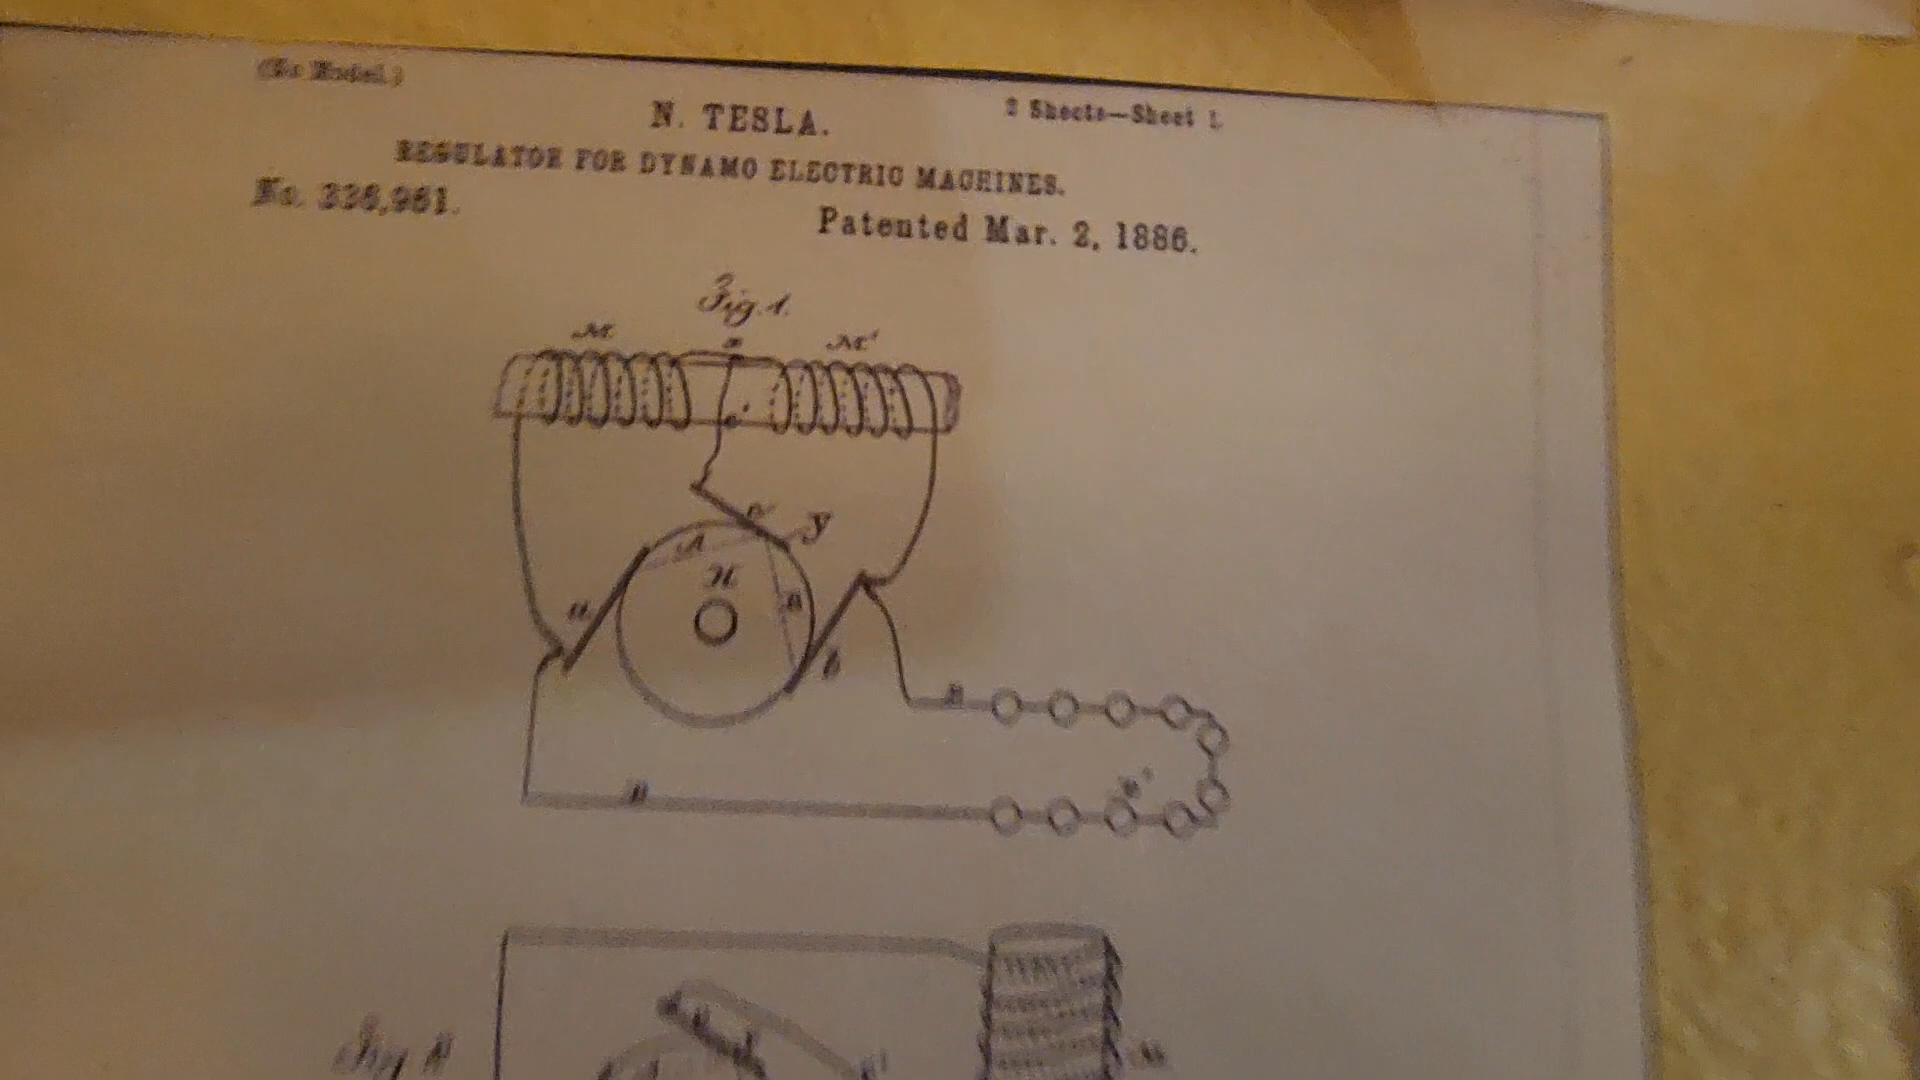 (No Model.)
2 Sheets—Sheet 1.
N. TESLA.
REGULATOR FOR DYNAMO ELECTRIC MACHINES.
No. 336,961.
Patented Mar. 2, 1886.
Fig. 1.
M
M'
y
A
a
b
B
B
Fig